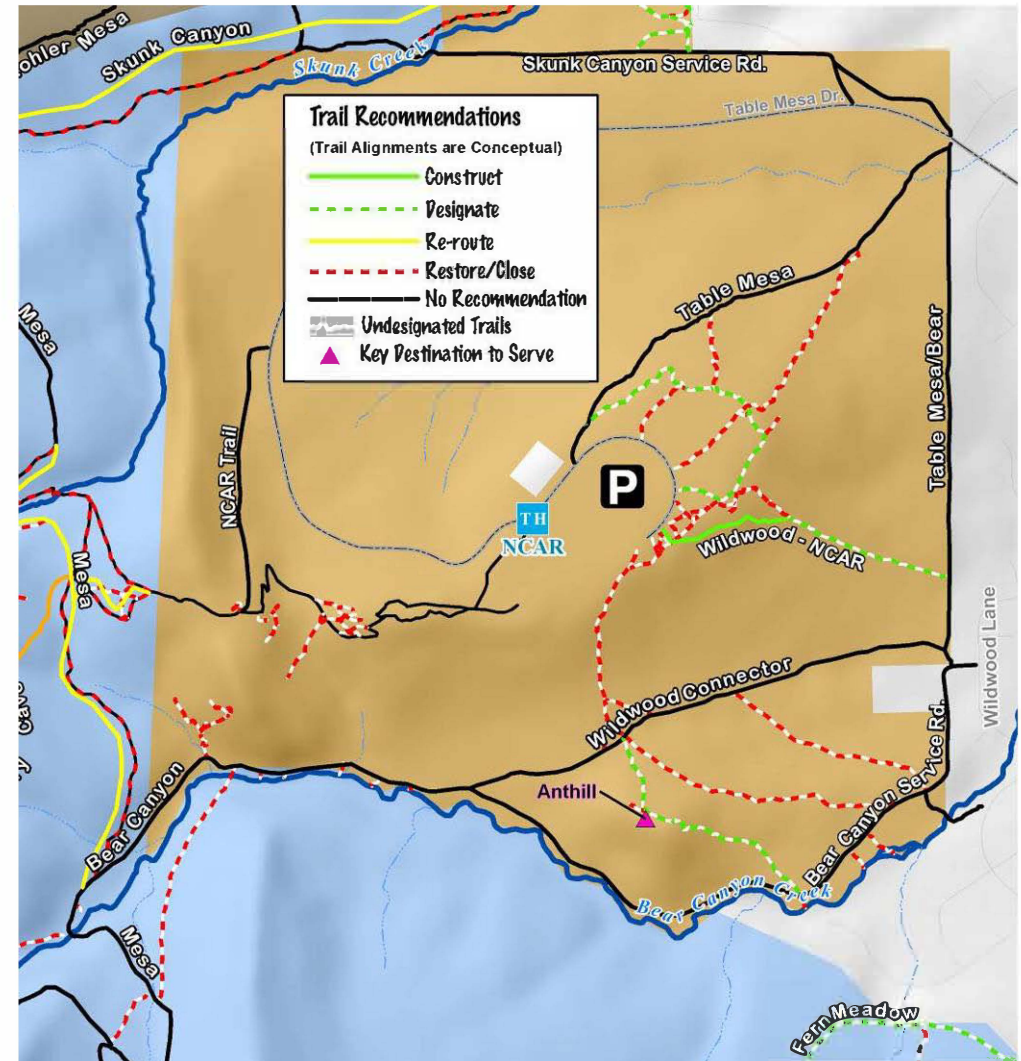 ohler Mesa
Skunk Canyon
Skunk Creek
Skunk Canyon Service Rd.
Table Mesa Dr.
Trail Recommendations
(Trail Alignments are Conceptual)
Construct
Designate
Re-route
Restore/Close
No Recommendation
Undesignated Trails
Key Destination to Serve
Mesa
Table Mesa
Table Mesa/Bear
NCAR Trail
P
TH
NCAR
Wildwood - NCAR
Mesa
Wildwood Lane
Wildwood Connector
y Cave
Anthill
Bear Canyon
Bear Canyon Service Rd.
Bear Canyon Creek
Mesa
Fern Meadow